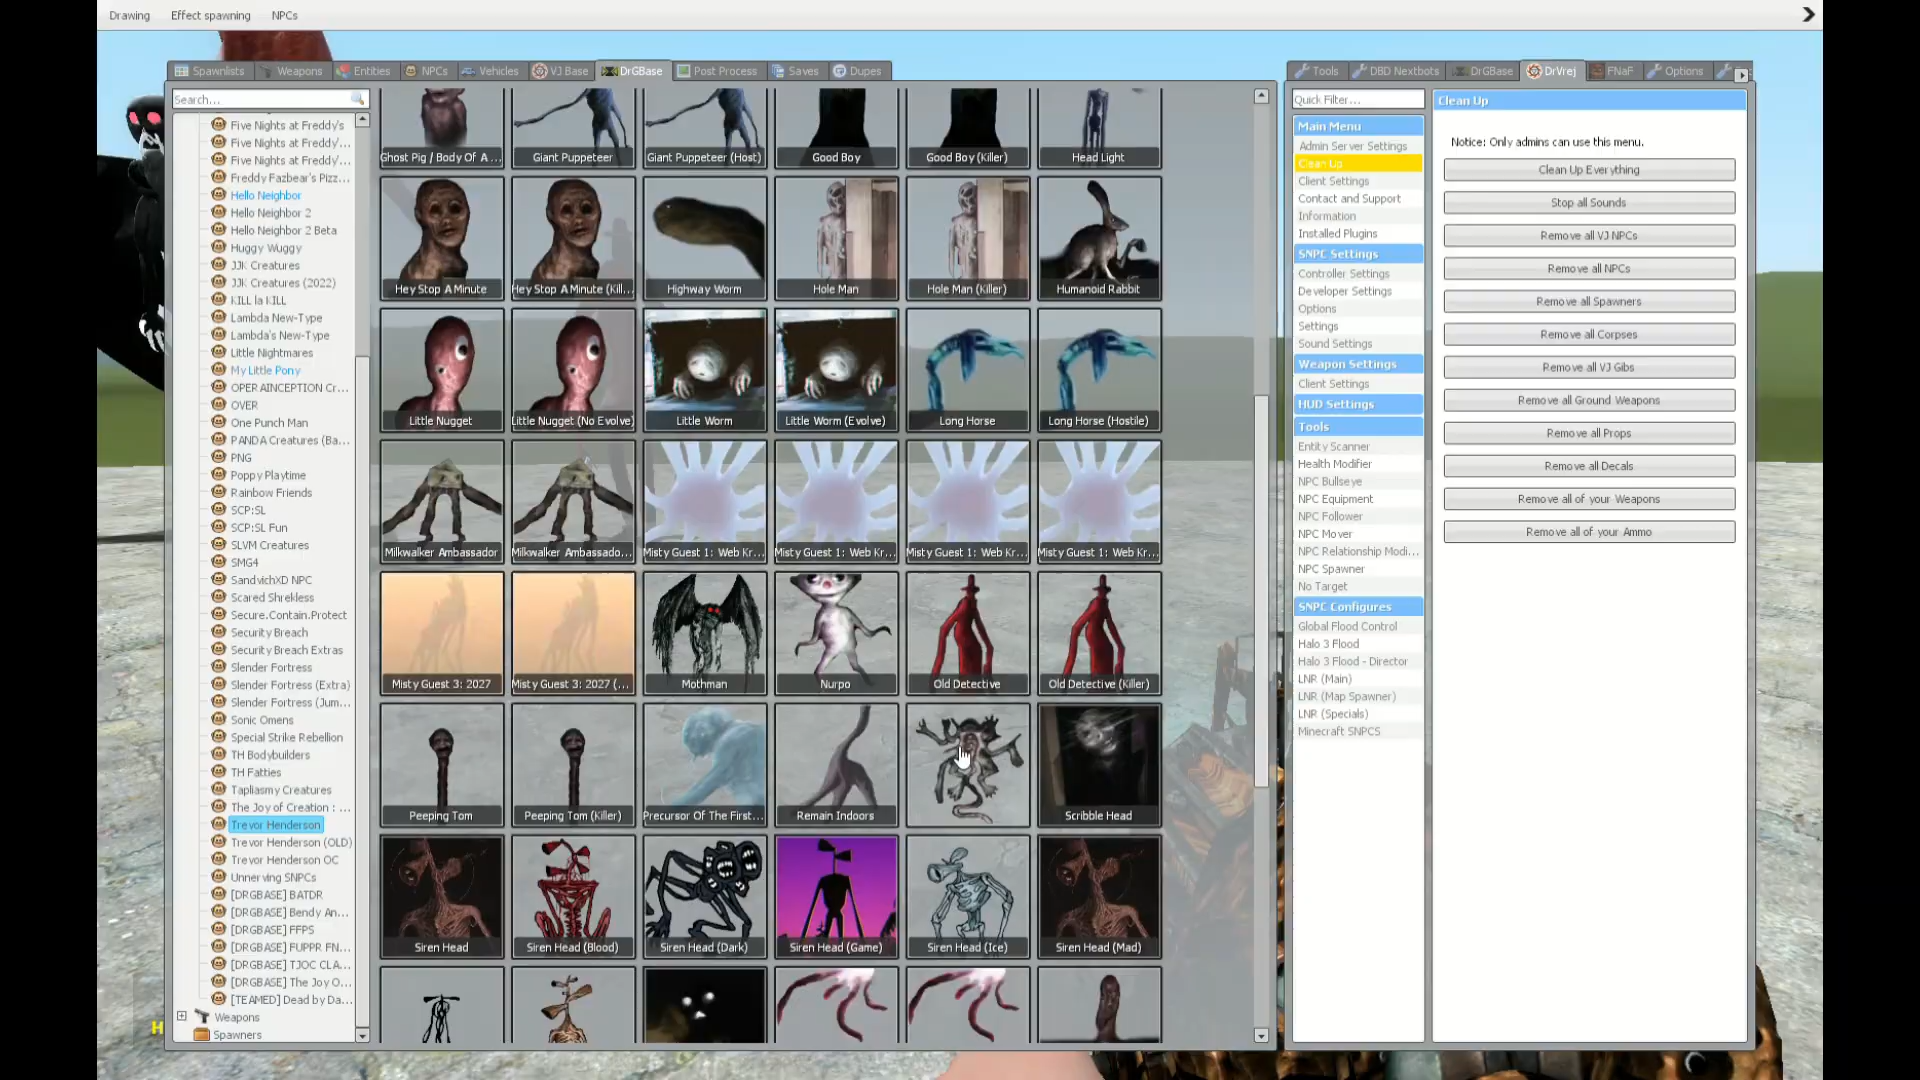 Drawing Effect spawning NPCs
Spawnlists Weapons Entities NPCs Vehicles VJ Base DrGBase Post Process Saves Dupes
Tools DBD Nextbots DrGBase DrVrej FNaF Options
Search...
Five Nights at Freddy's
Five Nights at Freddy'...
Five Nights at Freddy'...
Freddy Fazbear's Pizz...
Hello Neighbor
Hello Neighbor 2
Hello Neighbor 2 Beta
Huggy Wuggy
JJK Creatures
JJK Creatures (2022)
KILL la KILL
Lambda New-Type
Lambda's New-Type
Little Nightmares
My Little Pony
OPERAINCEPTION Cr...
OVER
One Punch Man
PANDA Creatures (Ba...
PNG
Poppy Playtime
Rainbow Friends
SCP:SL
SCP:SL Fun
SLVM Creatures
SMG4
SandvichXD NPC
Scared Shrekless
Secure.Contain.Protect
Security Breach
Security Breach Extras
Slender Fortress
Slender Fortress (Extra)
Slender Fortress (Jum...
Sonic Omens
Special Strike Rebellion
TH Bodybuilders
TH Fatties
Tapliasmy Creatures
The Joy of Creation : ...
Trevor Henderson
Trevor Henderson (OLD)
Trevor Henderson OC
Unnerving SNPCs
[DRGBASE] BATDR
[DRGBASE] Bendy An...
[DRGBASE] FFPS
[DRGBASE] FUPPR FN...
[DRGBASE] TJOC CLA...
[DRGBASE] The Joy O...
[TEAMED] Dead by Da...
Weapons
Spawners
H
Ghost Pig / Body Of A ... Giant Puppeteer Giant Puppeteer (Host) Good Boy Good Boy (Killer) Head Light
Hey Stop A Minute Hey Stop A Minute (Kill... Highway Worm Hole Man Hole Man (Killer) Humanoid Rabbit
Little Nugget Little Nugget (No Evolve) Little Worm Little Worm (Evolve) Long Horse Long Horse (Hostile)
Milkwalker Ambassador Milkwalker Ambassado... Misty Guest 1: Web Kr... Misty Guest 1: Web Kr... Misty Guest 1: Web Kr... Misty Guest 1: Web Kr...
Misty Guest 3: 2027 Misty Guest 3: 2027 (... Mothman Nurpo Old Detective Old Detective (Killer)
Peeping Tom Peeping Tom (Killer) Precursor Of The First... Remain Indoors Scribble Head
Siren Head Siren Head (Blood) Siren Head (Dark) Siren Head (Game) Siren Head (Ice) Siren Head (Mad)
Quick Filter...
Main Menu
Admin Server Settings
Clean Up
Client Settings
Contact and Support
Information
Installed Plugins
SNPC Settings
Controller Settings
Developer Settings
Options
Settings
Sound Settings
Weapon Settings
Client Settings
HUD Settings
Tools
Entity Scanner
Health Modifier
NPC Bullseye
NPC Equipment
NPC Follower
NPC Mover
NPC Relationship Modi...
NPC Spawner
No Target
SNPC Configures
Global Flood Control
Halo 3 Flood
Halo 3 Flood - Director
LNR (Main)
LNR (Map Spawner)
LNR (Specials)
Minecraft SNPCS
Clean Up
Notice: Only admins can use this menu.
Clean Up Everything
Stop all Sounds
Remove all VJ NPCs
Remove all NPCs
Remove all Spawners
Remove all Corpses
Remove all VJ Gibs
Remove all Ground Weapons
Remove all Props
Remove all Decals
Remove all of your Weapons
Remove all of your Ammo